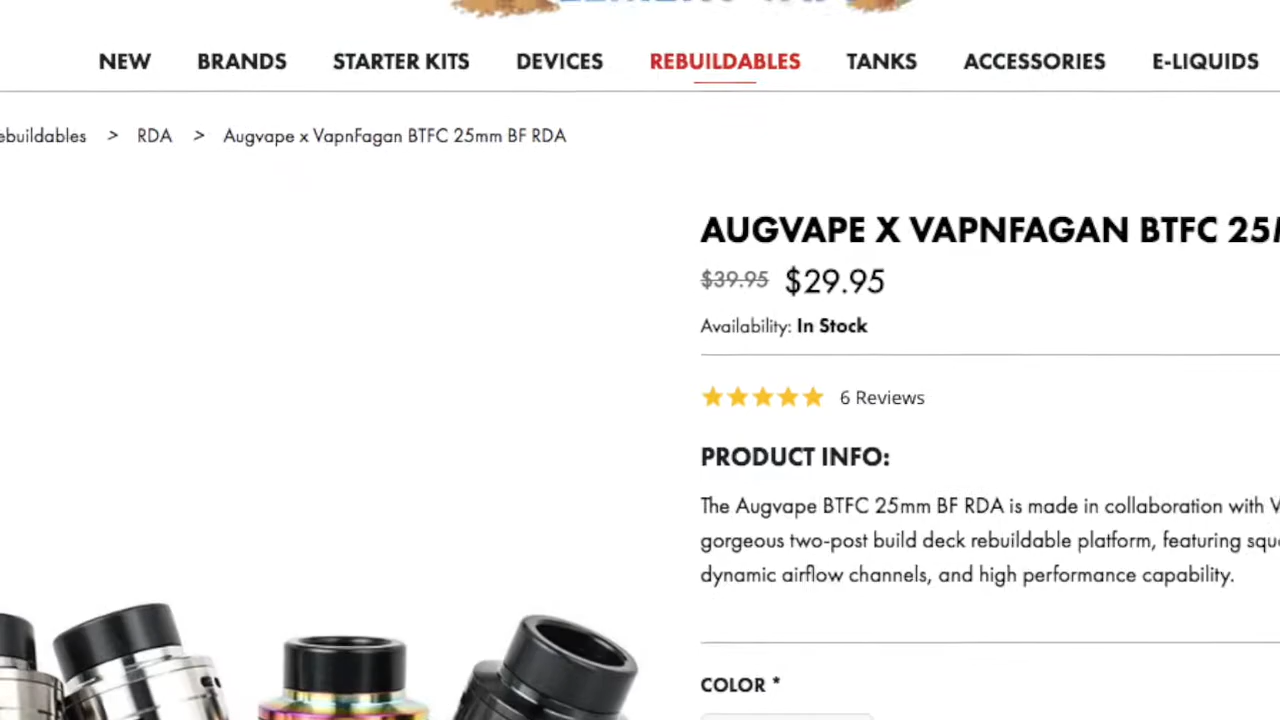 NEW BRANDS STARTER KITS DEVICES REBUILDABLES TANKS ACCESSORIES E-LIQUIDS
ebuildables > RDA > Augvape x VapnFagan BTFC 25mm BF RDA
AUGVAPE X VAPNFAGAN BTFC 25
$39.95 $29.95
Availability: In Stock
6 Reviews
PRODUCT INFO:
The Augvape BTFC 25mm BF RDA is made in collaboration with V
gorgeous two-post build deck rebuildable platform, featuring squ
dynamic airflow channels, and high performance capability.
COLOR *